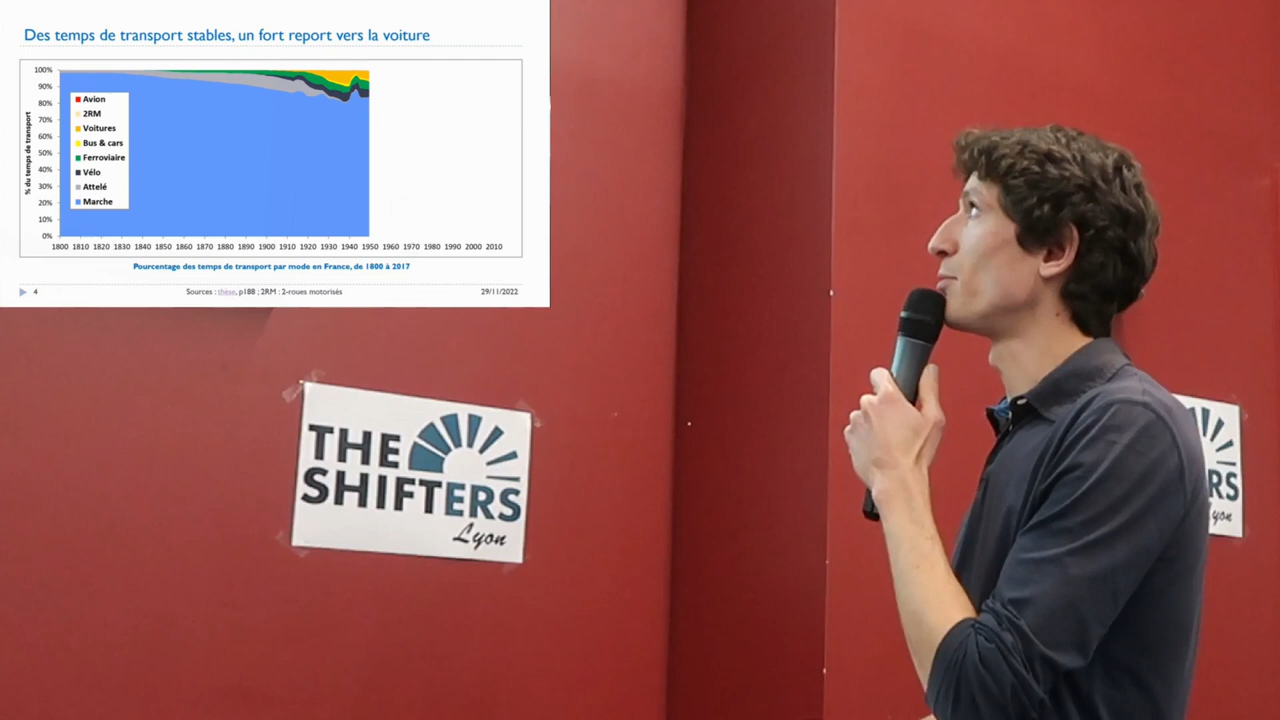 Des temps de transport stables, un fort report vers la voiture
% du temps de transport
100%
90%
80%
70%
60%
50%
40%
30%
20%
10%
0%
Avion
2RM
Voitures
Bus & cars
Ferroviaire
Vélo
Attelé
Marche
1800 1810 1820 1830 1840 1850 1860 1870 1880 1890 1900 1910 1920 1930 1940 1950 1960 1970 1980 1990 2000 2010
Pourcentage des temps de transport par mode en France, de 1800 à 2017
4
Sources : thèse, p188 ; 2RM : 2-roues motorisés
29/11/2022
THE
SHIFTERS
Lyon
RS
yon